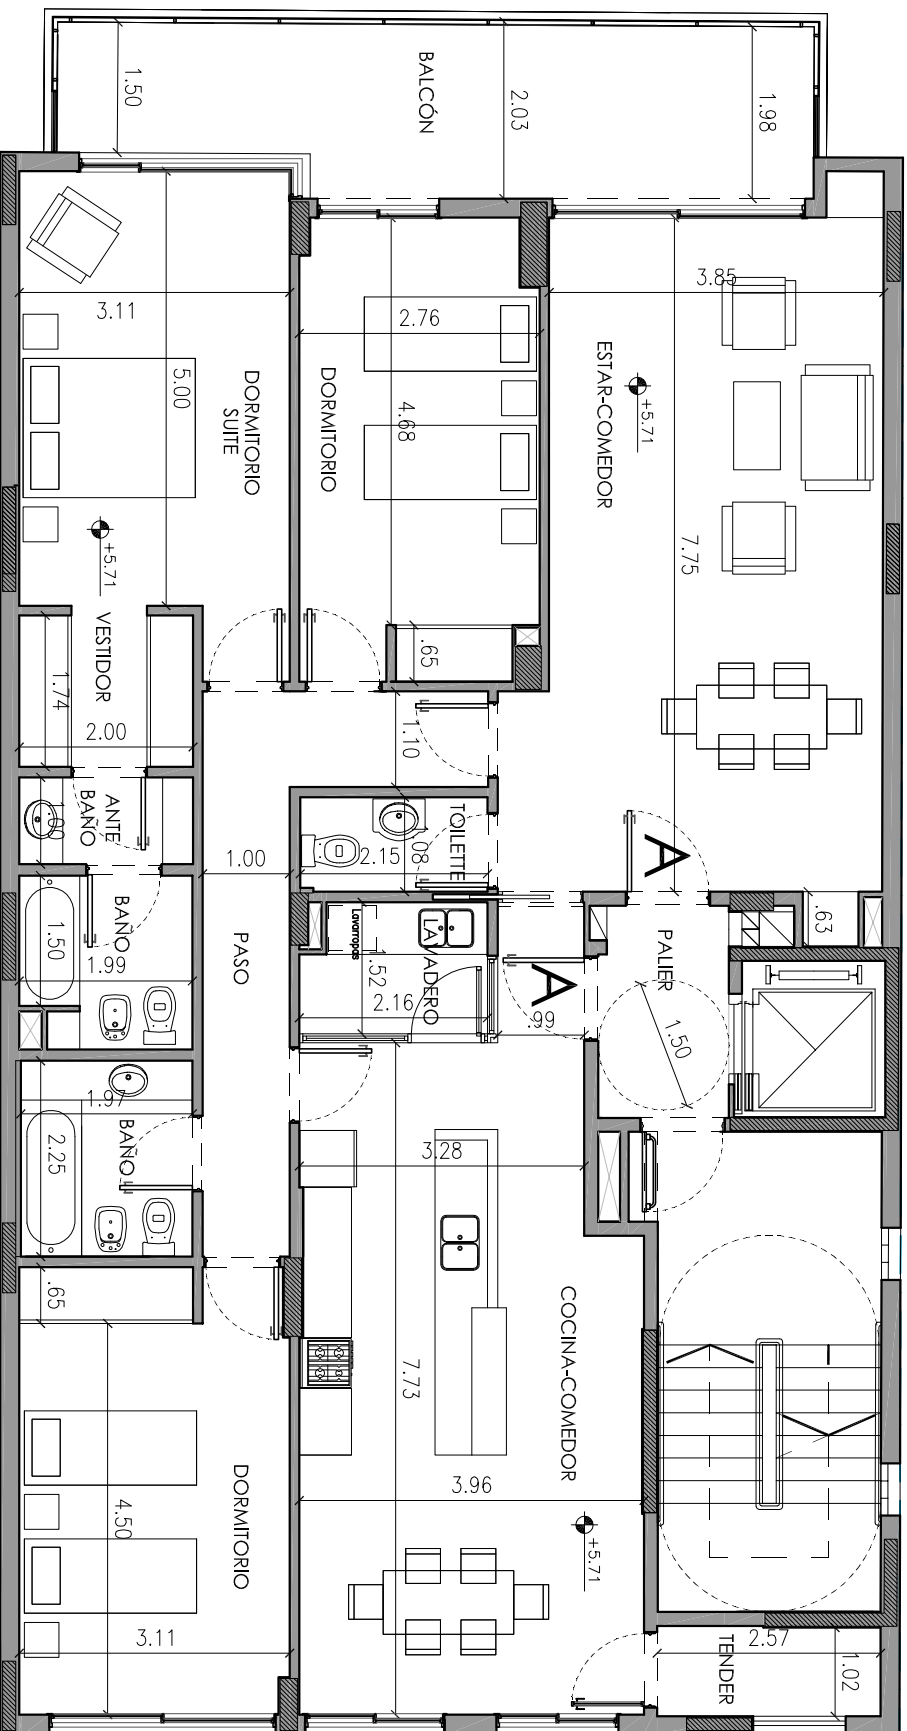 BALCÓN
1.50
2.03
1.98
3.11
2.76
3.85
5.00
4.68
DORMITORIO
SUITE
DORMITORIO
ESTAR-COMEDOR
+5.71
+5.71
7.75
VESTIDOR
1.74
2.00
.65
1.10
ANTE
BAÑO
TOILETTE
2.15
1.00
A
BAÑO
1.50
1.99
PASO
Lavarropas
LAVADERO
1.52
2.16
A
.99
PALIER
.63
1.50
1.97
BAÑO
2.25
3.28
.65
COCINA-COMEDOR
7.73
3.96
+5.71
DORMITORIO
4.50
3.11
TENDER
2.57
1.02